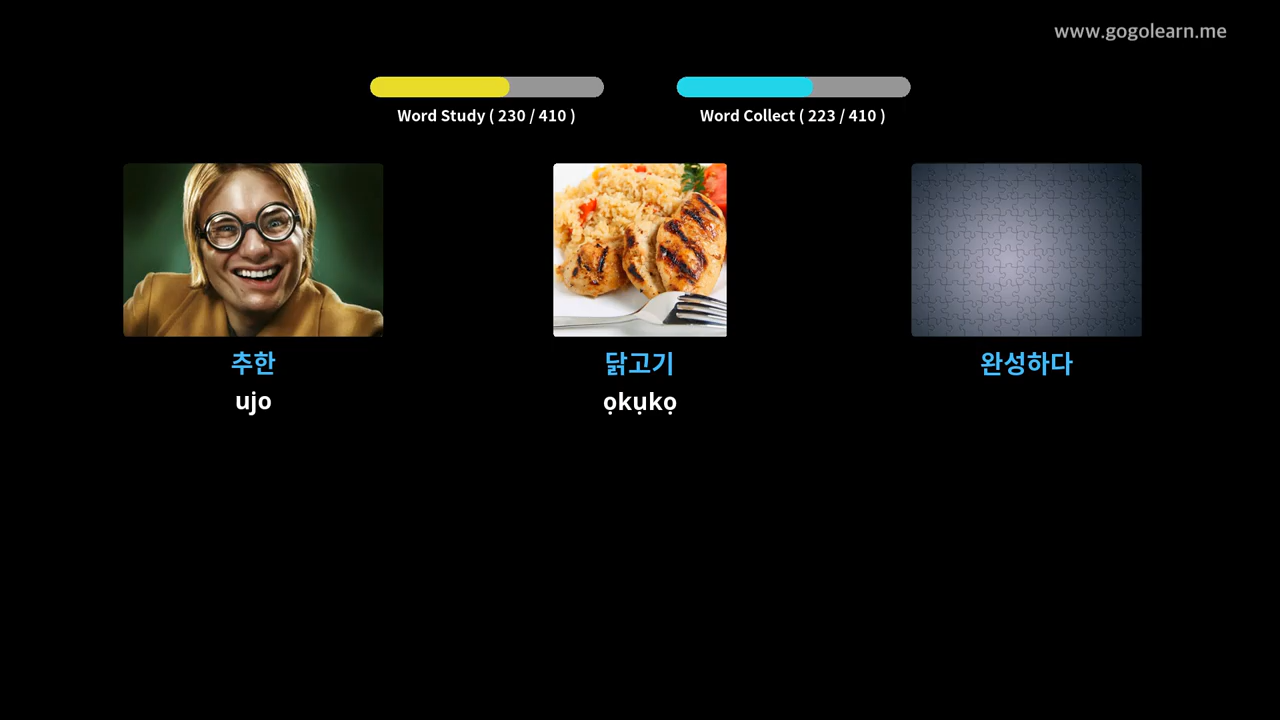 www.gogolearn.me
Word Study ( 230 / 410 )
Word Collect ( 223 / 410 )
추한
ujo
닭고기
ọkụkọ
완성하다